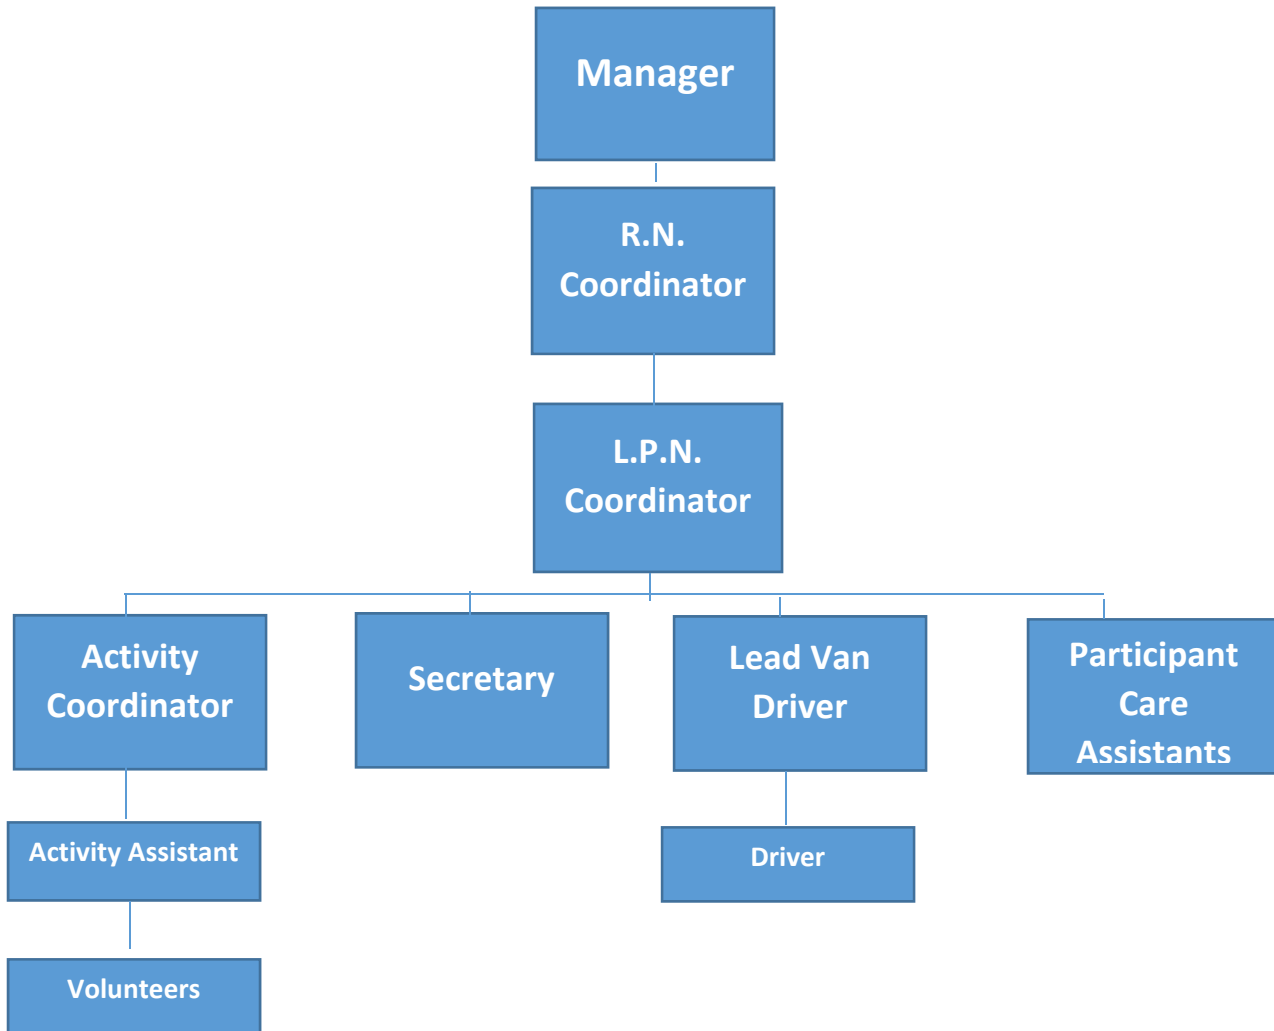 Manager
R.N.
Coordinator
L.P.N.
Coordinator
Activity
Coordinator
Secretary
Lead Van
Driver
Participant
Care
Assistants
Activity Assistant
Driver
Volunteers